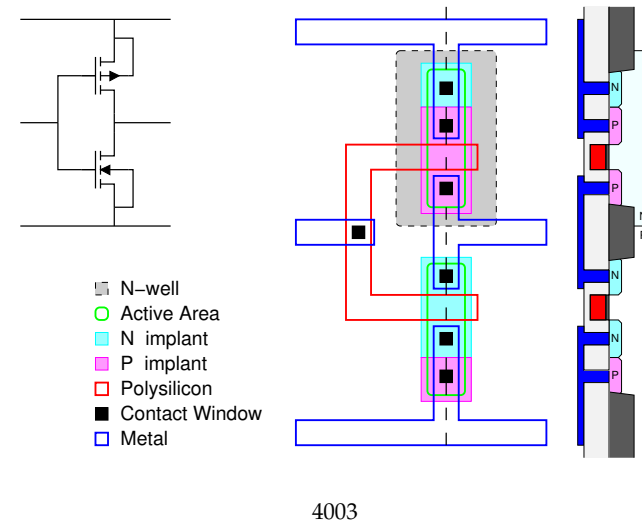 N
P
P
N
P
N
N
P
N−well
Active Area
N implant
P implant
Polysilicon
Contact Window
Metal
4003